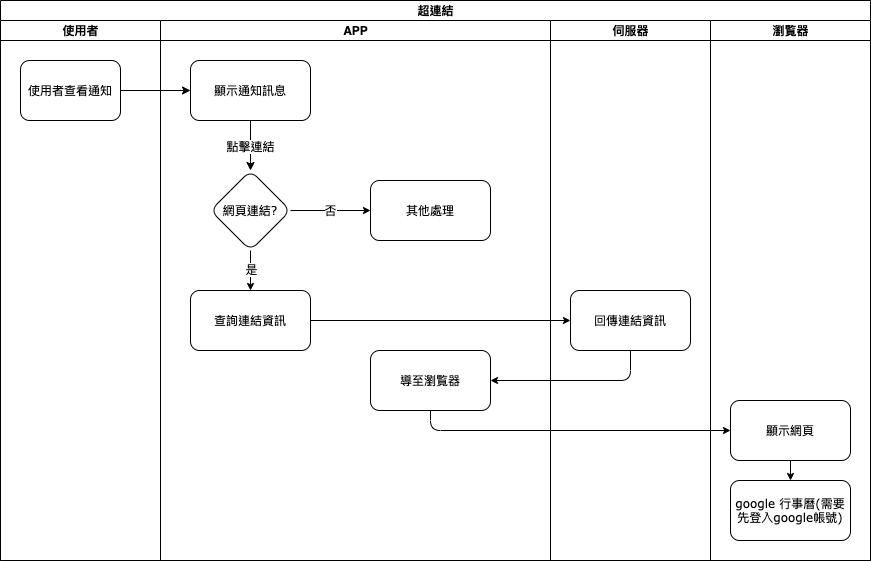 超連結
使用者
APP
伺服器
瀏覽器
使用者查看通知
顯示通知訊息
點擊連結
網頁連結?
否
其他處理
是
查詢連結資訊
回傳連結資訊
導至瀏覽器
顯示網頁
google 行事曆(需要
先登入google帳號)